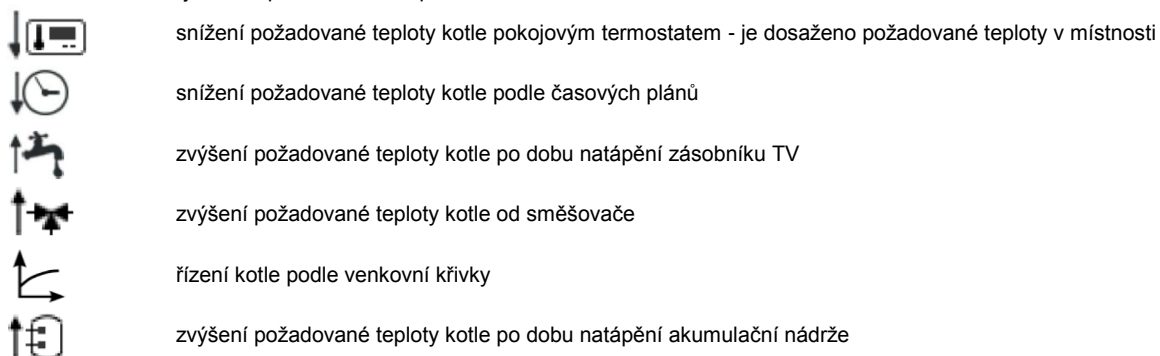 snížení požadované teploty kotle pokojovým termostatem - je dosaženo požadované teploty v místnosti
snížení požadované teploty kotle podle časových plánů
zvýšení požadované teploty kotle po dobu natápění zásobníku TV
zvýšení požadované teploty kotle od směšovače
řízení kotle podle venkovní křivky
zvýšení požadované teploty kotle po dobu natápění akumulační nádrže